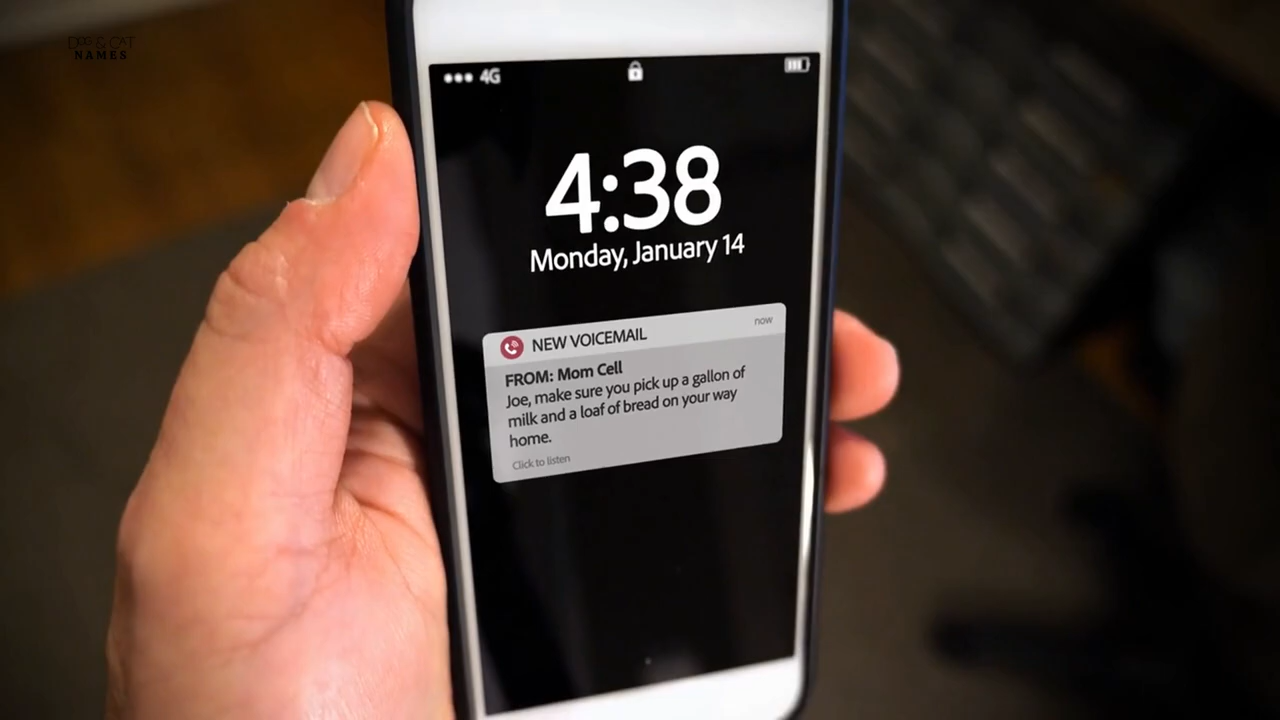 DOG & CAT
NAMES
4G
4:38
Monday, January 14
NEW VOICEMAIL
now
FROM: Mom Cell
Joe, make sure you pick up a gallon of
milk and a loaf of bread on your way
home.
Click to listen